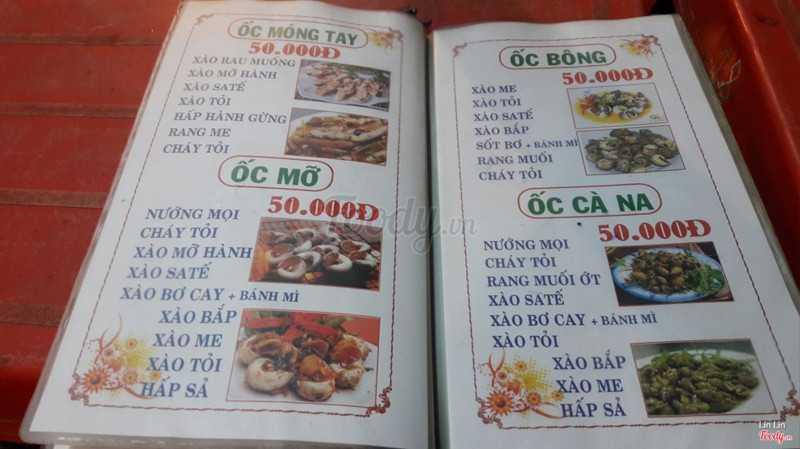 ỐC MÓNG TAY
50.000Đ
XÀO RAU MUỐNG
XÀO MỠ HÀNH
XÀO SATẾ
XÀO TỎI
HẤP HÀNH GỪNG
RANG ME
CHÁY TỎI
ỐC MỠ
50.000Đ
NƯỚNG MỌI
CHÁY TỎI
XÀO MỠ HÀNH
XÀO SATẾ
XÀO BƠ CAY + BÁNH MÌ
XÀO BẮP
XÀO ME
XÀO TỎI
HẤP SẢ
ỐC BÔNG
50.000Đ
XÀO ME
XÀO TỎI
XÀO SATẾ
XÀO BẮP
SỐT BƠ + BÁNH MÌ
RANG MUỐI
CHÁY TỎI
ỐC CÀ NA
50.000Đ
NƯỚNG MỌI
CHÁY TỎI
RANG MUỐI ỚT
XÀO SATẾ
XÀO BƠ CAY + BÁNH MÌ
XÀO TỎI
XÀO BẮP
XÀO ME
HẤP SẢ
Foody.vn
Lin Lin
Foody.vn